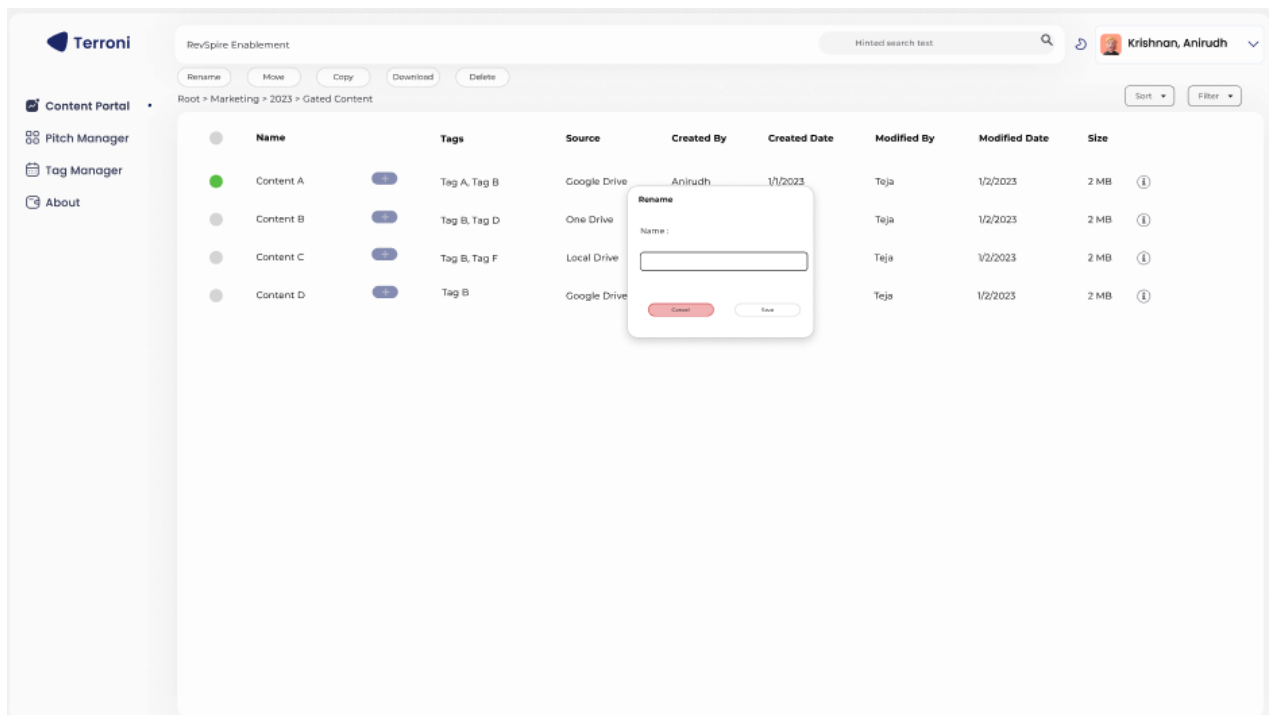 Terroni
RevSpire Enablement
Hinted search text
Krishnan, Anirudh
Rename Move Copy Download Delete
Root > Marketing > 2023 > Gated Content
Sort Filter
Content Portal
Pitch Manager
Tag Manager
About
Name Tags Source Created By Created Date Modified By Modified Date Size
Content A + Tag A, Tag B Google Drive Anirudh 1/1/2023 Teja 1/2/2023 2 MB i
Content B + Tag B, Tag D One Drive Teja 1/2/2023 2 MB i
Content C + Tag B, Tag F Local Drive Teja 1/2/2023 2 MB i
Content D + Tag B Google Drive Teja 1/2/2023 2 MB i
Rename
Name :
Cancel Save